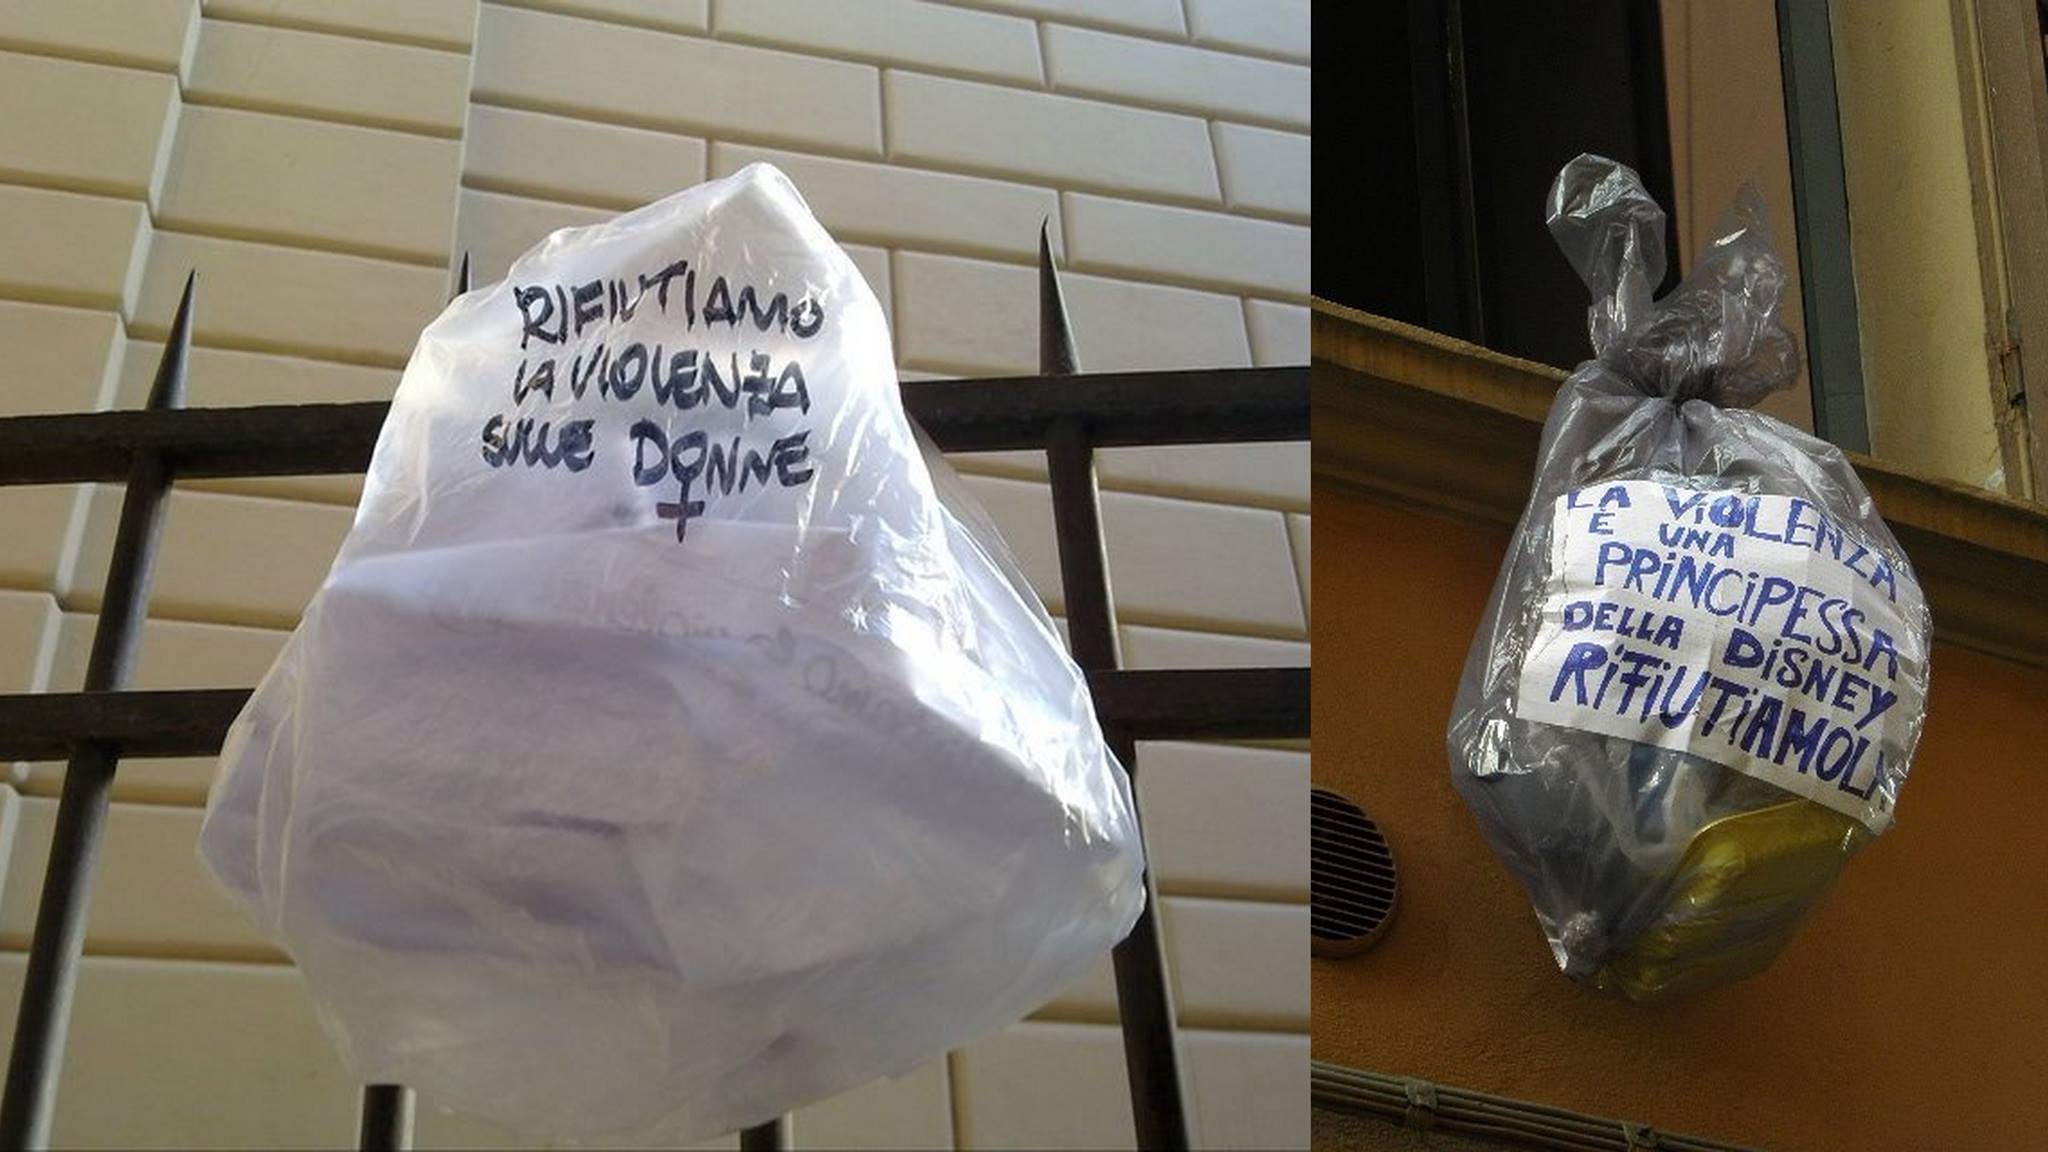 RIFIUTIAMO
LA VIOLENZA
SULLE DONNE
LA ViOLENZA
È UNA
PRiNCiPESSA
DELLA DiSNEY
RiFiUTiAMOLA